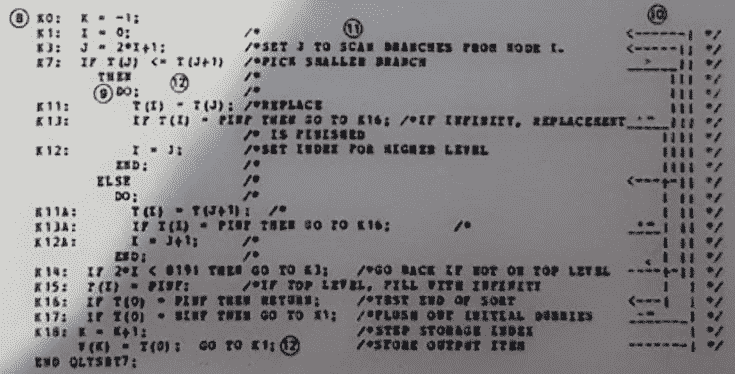 ⑧ K0: K = -1; ⑩
K1: I = 0; /* ⑪ <------| */
K3: J = 2*I+1; /*SET J TO SCAN BRANCHES FROM NODE I. <-----| */
K7: IF T(J) <= T(J+1) /*PICK SMALLER BRANCH > */
THEN /* */
⑨ DO; ⑫ /* */
K11: T(I) = T(J); /*REPLACE */
K13: IF T(I) = PINF THEN GO TO K16; /*IF INFINITY, REPLACEMENT */
/* IS FINISHED */
K12: I = J; /*SET INDEX FOR HIGHER LEVEL */
END; /* */
ELSE /* <------ */
DO; /* */
K11A: T(I) = T(J+1); /* */
K13A: IF T(I) = PINF THEN GO TO K16; /* */
K12A: I = J+1; /* */
END; /* */
K14: IF 2*I < 8191 THEN GO TO K3; /*GO BACK IF NOT ON TOP LEVEL < */
K15: T(I) = PINF; /*IF TOP LEVEL, FILL WITH INFINITY */
K16: IF T(0) = PINF THEN RETURN; /*TEST END OF SORT <---| */
K17: IF T(0) = NINF THEN GO TO K1; /*FLUSH OUT INITIAL DUMMIES */
K18: K = K+1; /*STEP STORAGE INDEX */
V(K) = T(0); GO TO K1; ⑫ /*STORE OUTPUT ITEM ------| */
END QLTSRT7;